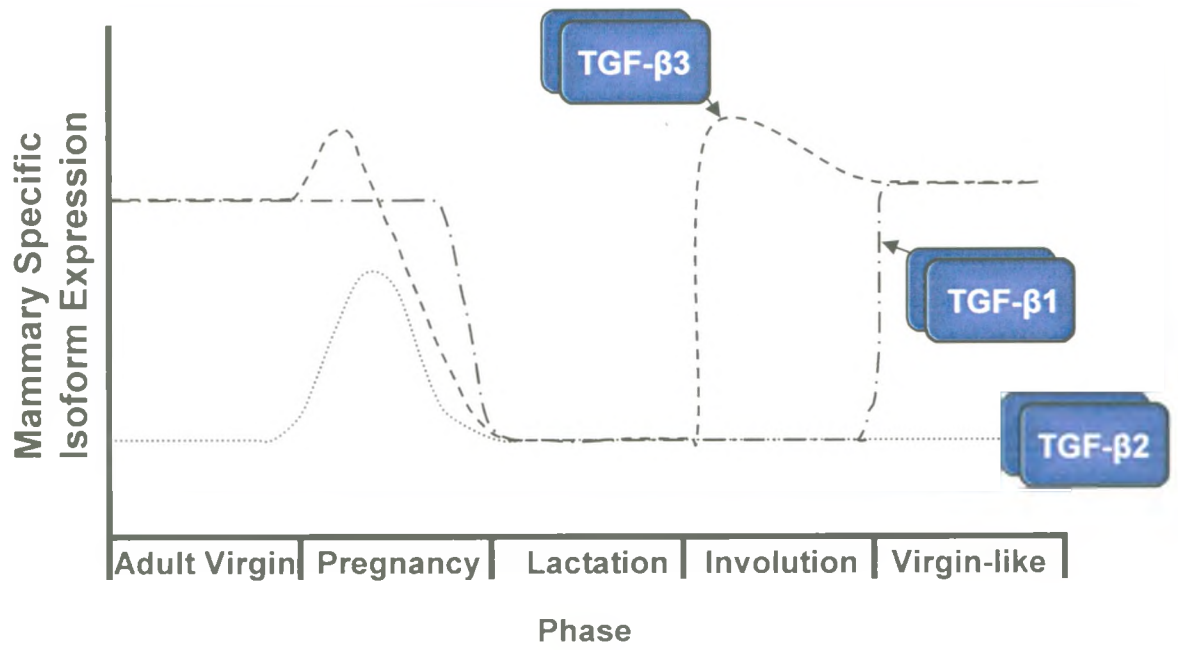 TGF-β3
Mammary Specific
Isoform Expression
TGF-β1
TGF-β2
Adult Virgin
Pregnancy
Lactation
Involution
Virgin-like
Phase